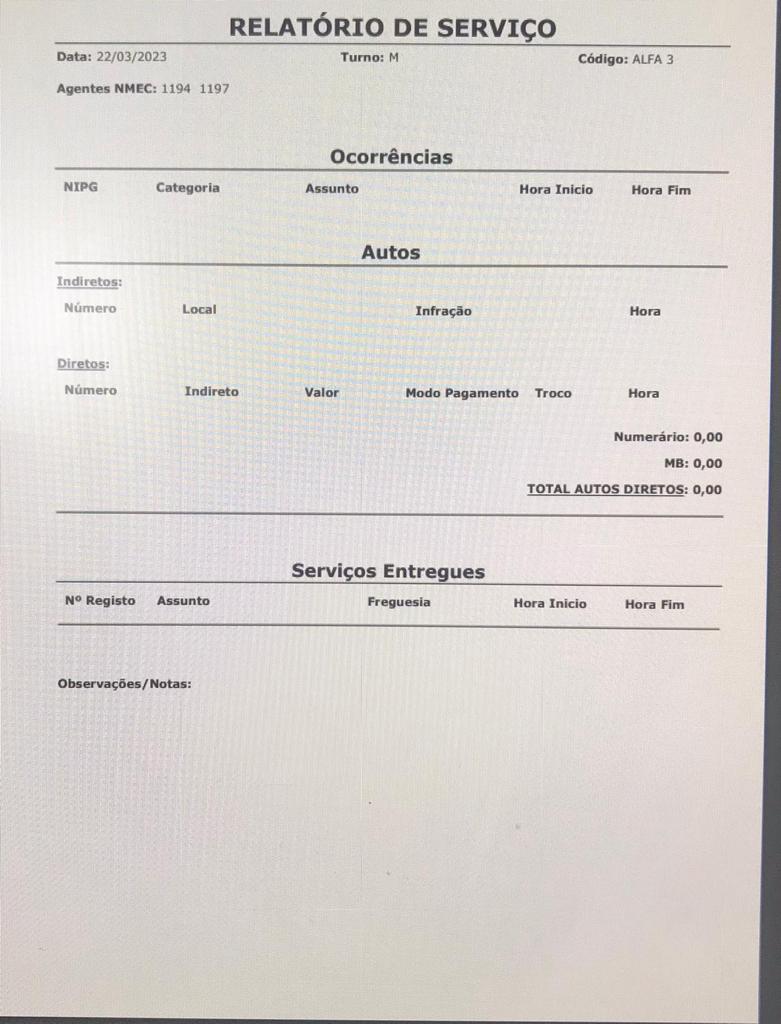 RELATÓRIO DE SERVIÇO
Data: 22/03/2023 Turno: M Código: ALFA 3
Agentes NMEC: 1194 1197
Ocorrências
NIPG Categoria Assunto Hora Inicio Hora Fim
Autos
Indiretos:
Número Local Infração Hora
Diretos:
Número Indireto Valor Modo Pagamento Troco Hora
Numerário: 0,00
MB: 0,00
TOTAL AUTOS DIRETOS: 0,00
Serviços Entregues
Nº Registo Assunto Freguesia Hora Inicio Hora Fim
Observações/Notas: